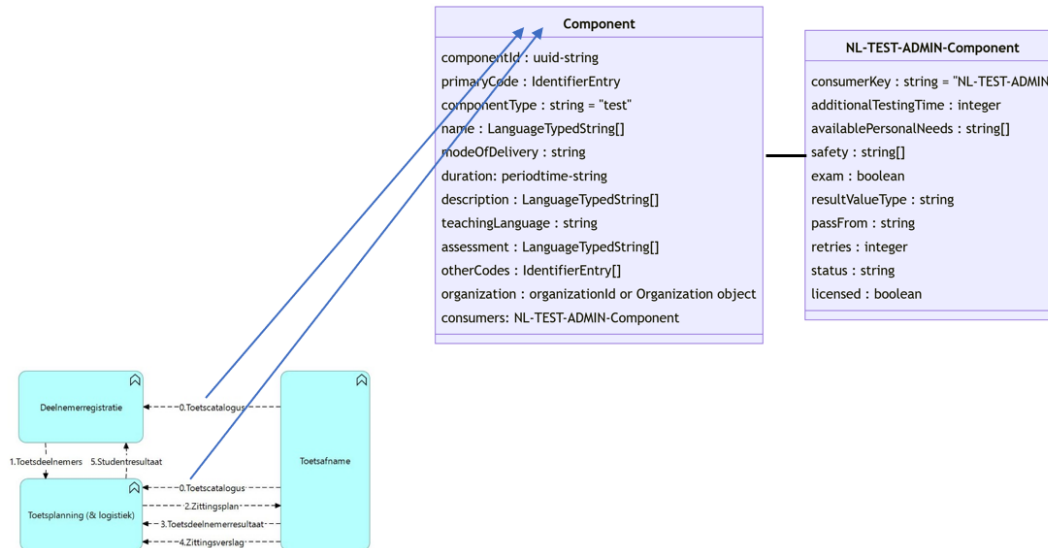 Component
componentId : uuid-string
primaryCode : IdentifierEntry
componentType : string = "test"
name : LanguageTypedString[]
modeOfDelivery : string
duration: periodtime-string
description : LanguageTypedString[]
teachingLanguage : string
assessment : LanguageTypedString[]
otherCodes : IdentifierEntry[]
organization : organizationId or Organization object
consumers: NL-TEST-ADMIN-Component
NL-TEST-ADMIN-Component
consumerKey : string = "NL-TEST-ADMIN
additionalTestingTime : integer
availablePersonalNeeds : string[]
safety : string[]
exam : boolean
resultValueType : string
passFrom : string
retries : integer
status : string
licensed : boolean
Deelnemerregistratie
0.Toetscatalogus
Toetsafname
1.Toetsdeelnemers
5.Studentresultaat
Toetsplanning (& logistiek)
0.Toetscatalogus
2.Zittingsplan
3.Toetsdeelnemerresultaat
4.Zittingsverslag